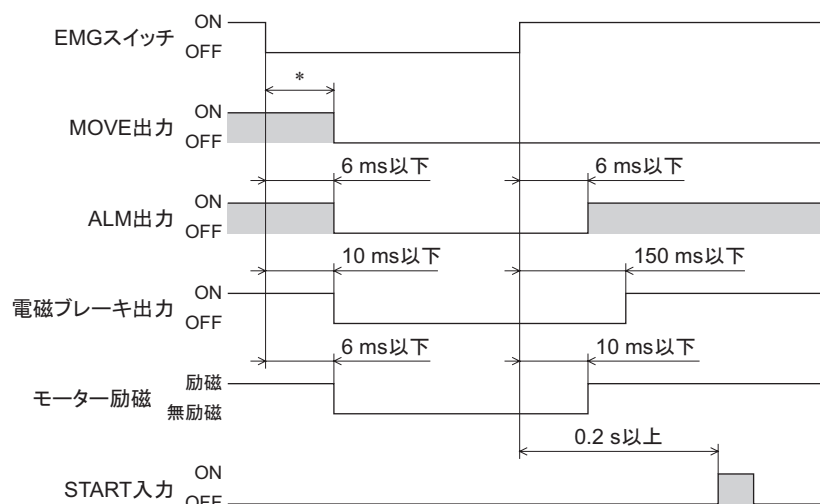 EMGスイッチ ON
OFF
*
MOVE出力 ON
OFF
6 ms以下 6 ms以下
ALM出力 ON
OFF
10 ms以下 150 ms以下
電磁ブレーキ出力 ON
OFF
6 ms以下 10 ms以下
モーター励磁 励磁
無励磁
0.2 s以上
START入力 ON
OFF